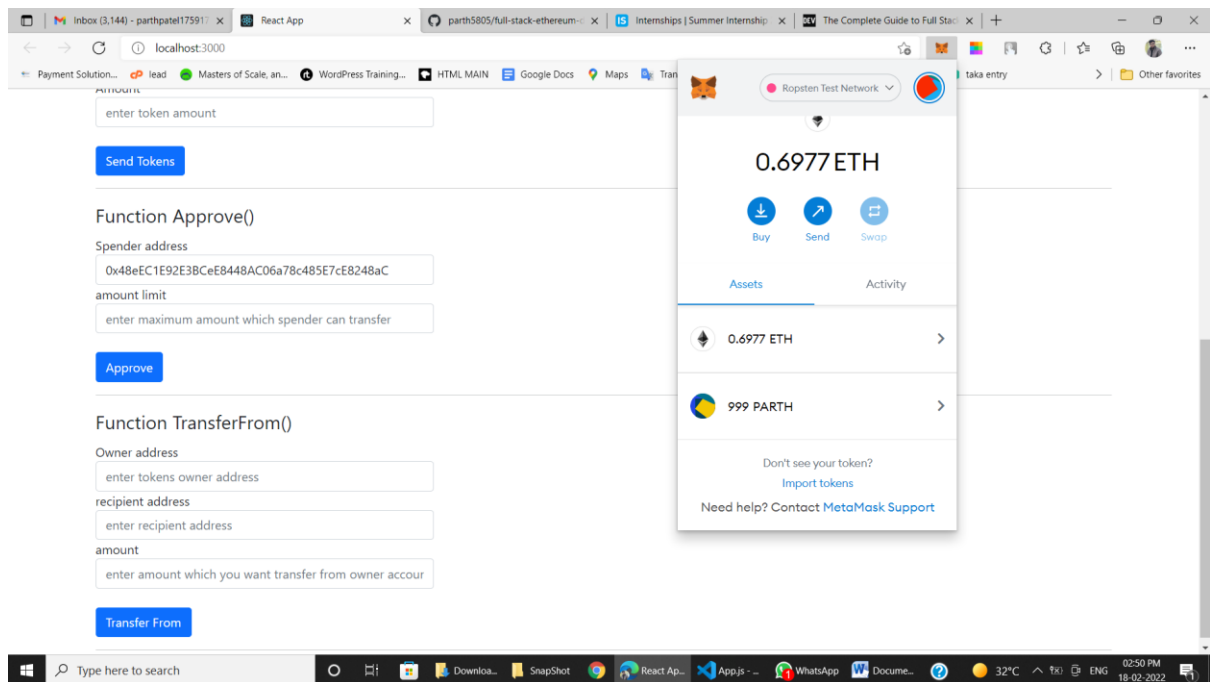 Inbox (3,144) - parthpatel17591
React App
parth5805/full-stack-ethereum-
Internships | Summer Internship
DEV
The Complete Guide to Full Stac
localhost:3000
Payment Solution...
lead
Masters of Scale, an...
WordPress Training...
HTML MAIN
Google Docs
Maps
Tran
taka entry
Other favorites
Amount
enter token amount
Send Tokens
Function Approve()
Spender address
0x48eEC1E92E3BCeE8448AC06a78c485E7cE8248aC
amount limit
enter maximum amount which spender can transfer
Approve
Function TransferFrom()
Owner address
enter tokens owner address
recipient address
enter recipient address
amount
enter amount which you want transfer from owner accour
Transfer From
Ropsten Test Network
0.6977 ETH
Buy
Send
Swap
Assets
Activity
0.6977 ETH
999 PARTH
Don't see your token?
Import tokens
Need help? Contact MetaMask Support
Type here to search
Downloa...
SnapShot
React Ap...
App.js - ...
WhatsApp
Docume...
32°C
ENG
02:50 PM
18-02-2022